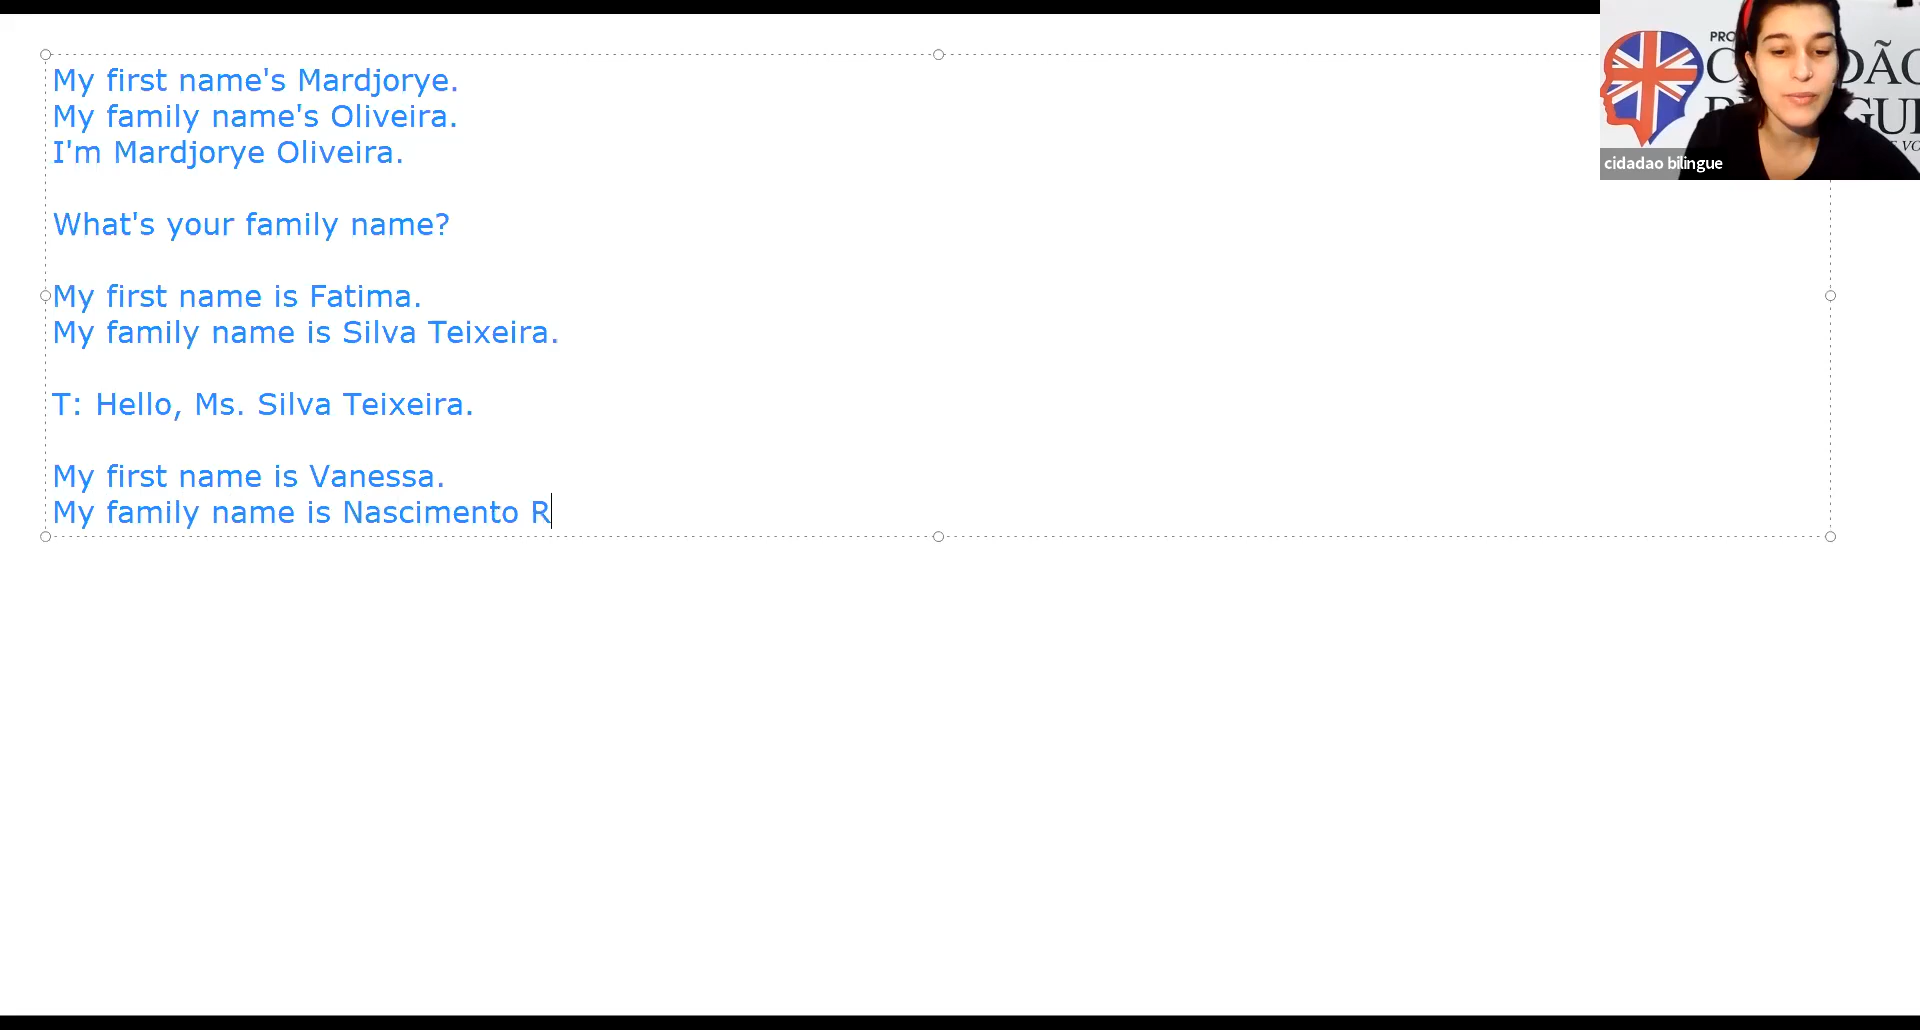 My first name's Mardjorye.
My family name's Oliveira.
I'm Mardjorye Oliveira.
What's your family name?
My first name is Fatima.
My family name is Silva Teixeira.
T: Hello, Ms. Silva Teixeira.
My first name is Vanessa.
My family name is Nascimento R
cidadao bilingue